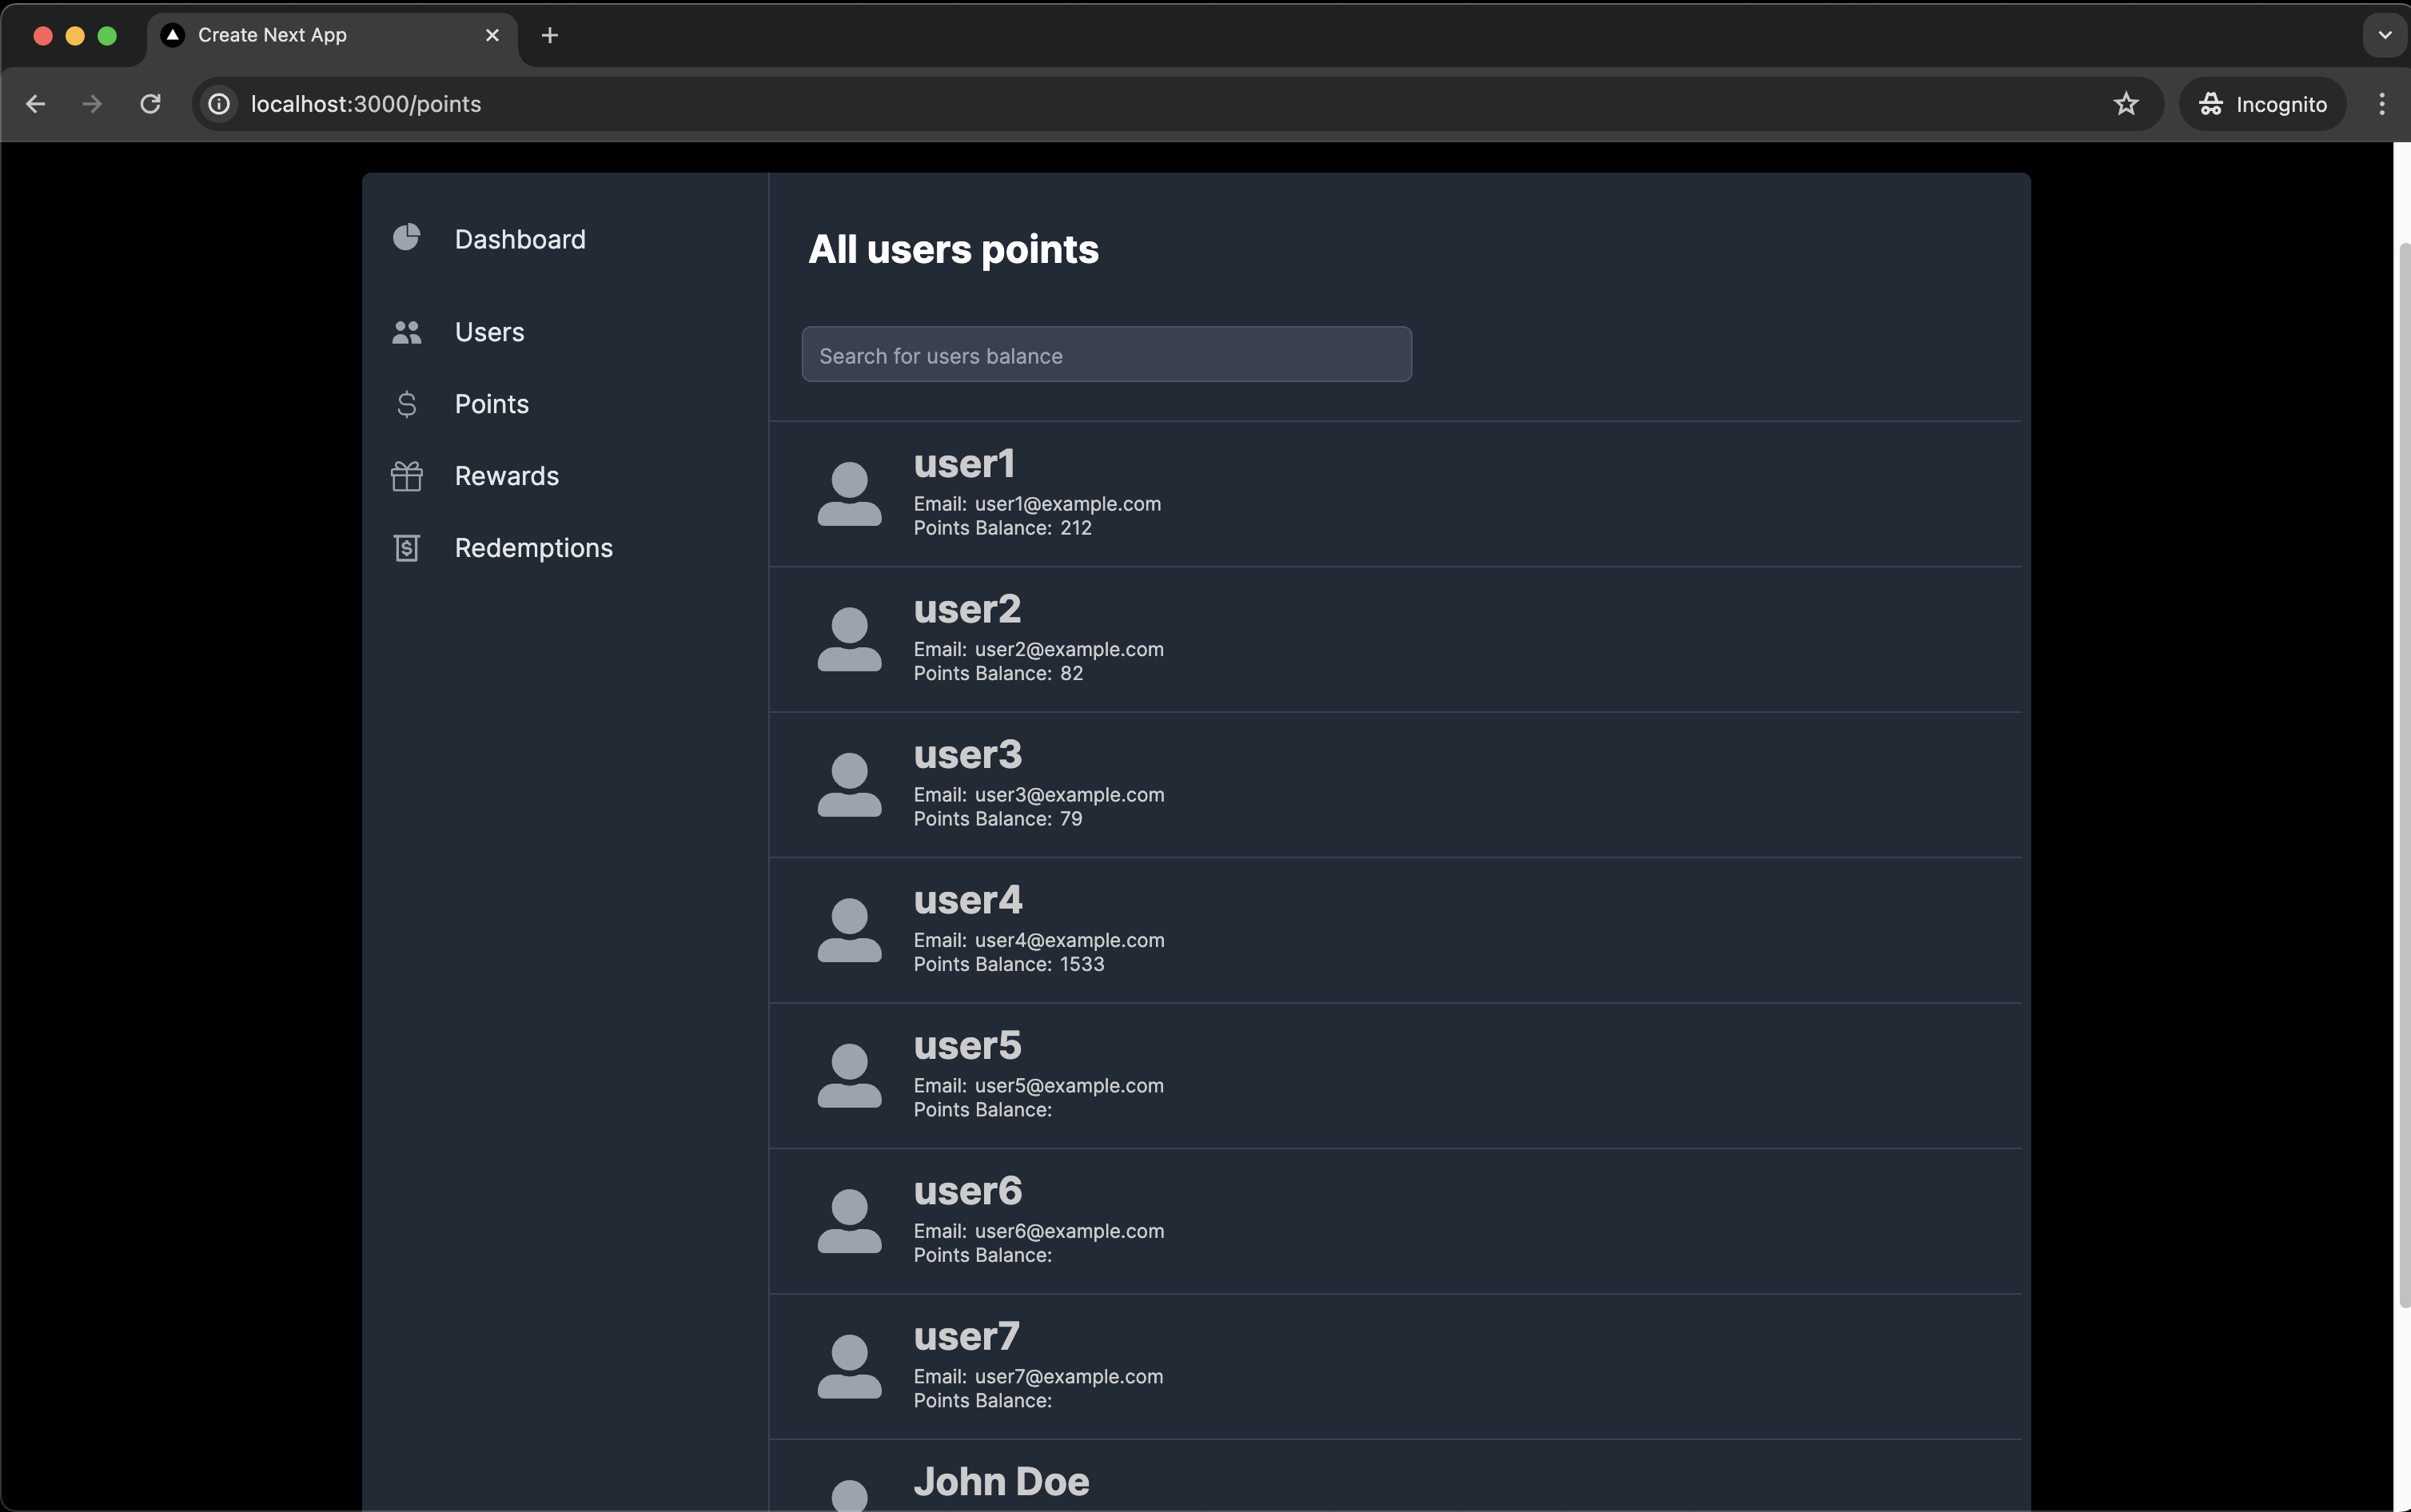 Create Next App
localhost:3000/points
Incognito
Dashboard
Users
Points
Rewards
Redemptions
All users points
Search for users balance
user1
Email: user1@example.com
Points Balance: 212
user2
Email: user2@example.com
Points Balance: 82
user3
Email: user3@example.com
Points Balance: 79
user4
Email: user4@example.com
Points Balance: 1533
user5
Email: user5@example.com
Points Balance:
user6
Email: user6@example.com
Points Balance:
user7
Email: user7@example.com
Points Balance:
John Doe